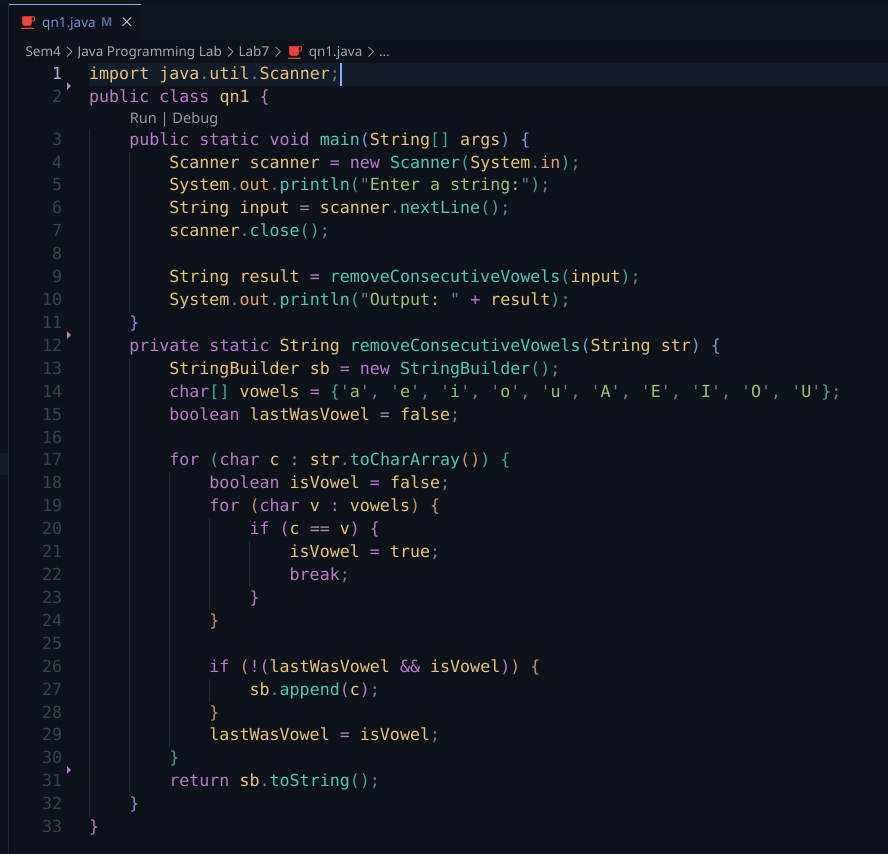 qn1.java M ×
Sem4 > Java Programming Lab > Lab7 > qn1.java > ...
1 import java.util.Scanner;
2 public class qn1 {
Run | Debug
3     public static void main(String[] args) {
4         Scanner scanner = new Scanner(System.in);
5         System.out.println("Enter a string:");
6         String input = scanner.nextLine();
7         scanner.close();
8
9         String result = removeConsecutiveVowels(input);
10         System.out.println("Output: " + result);
11     }
12     private static String removeConsecutiveVowels(String str) {
13         StringBuilder sb = new StringBuilder();
14         char[] vowels = {'a', 'e', 'i', 'o', 'u', 'A', 'E', 'I', 'O', 'U'};
15         boolean lastWasVowel = false;
16
17         for (char c : str.toCharArray()) {
18             boolean isVowel = false;
19             for (char v : vowels) {
20                 if (c == v) {
21                     isVowel = true;
22                     break;
23                 }
24             }
25
26             if (!(lastWasVowel && isVowel)) {
27                 sb.append(c);
28             }
29             lastWasVowel = isVowel;
30         }
31         return sb.toString();
32     }
33 }